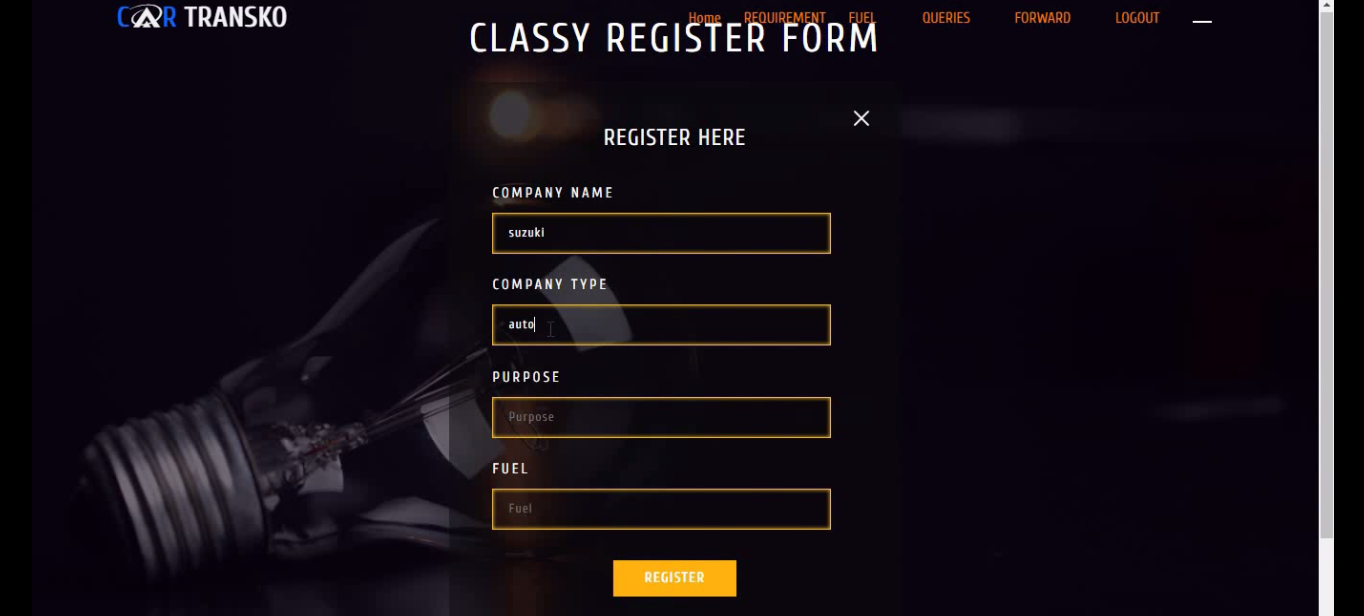 CAR TRANSKO
Home REQUIREMENT FUEL QUERIES FORWARD LOGOUT
CLASSY REGISTER FORM
REGISTER HERE
COMPANY NAME
suzuki
COMPANY TYPE
auto
PURPOSE
Purpose
FUEL
Fuel
REGISTER